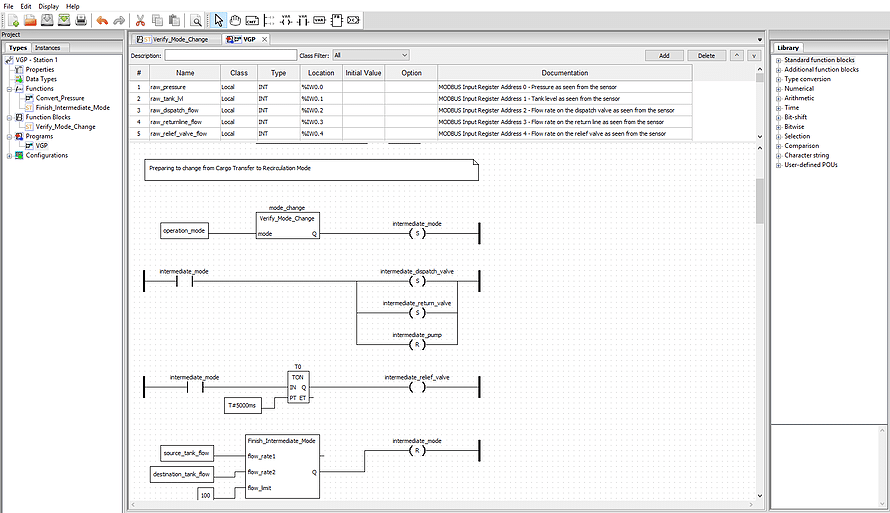 File Edit Display Help
Project
Types Instances
VGP - Station 1
Properties
Data Types
Functions
Convert_Pressure
ST Finish_Intermediate_Mode
Function Blocks
ST Verify_Mode_Change
Programs
VGP
Configurations
ST Verify_Mode_Change VGP
Description: Class Filter: All Add Delete ^ v
# Name Class Type Location Initial Value Option Documentation
1 raw_pressure Local INT %IW0.0 MODBUS Input Register Address 0 - Pressure as seen from the sensor
2 raw_tank_lvl Local INT %IW0.1 MODBUS Input Register Address 1 - Tank level as seen from the sensor
3 raw_dispatch_flow Local INT %IW0.2 MODBUS Input Register Address 2 - Flow rate on the dispatch valve as seen from the sensor
4 raw_returnline_flow Local INT %IW0.3 MODBUS Input Register Address 3 - Flow rate on the return line as seen from the sensor
5 raw_relief_valve_flow Local INT %IW0.4 MODBUS Input Register Address 4 - Flow rate on the relief valve as seen from the sensor
Preparing to change from Cargo Transfer to Recirculation Mode
mode_change
Verify_Mode_Change
operation_mode
mode Q
intermediate_mode
S
intermediate_mode
intermediate_dispatch_valve
S
intermediate_return_valve
S
intermediate_pump
R
T0
intermediate_mode
TON
IN Q
PT ET
T#5000ms
intermediate_relief_valve
Finish_Intermediate_Mode
source_tank_flow
flow_rate1
destination_tank_flow
flow_rate2 Q
100
flow_limit
intermediate_mode
R
Library
Standard function blocks
Additional function blocks
Type conversion
Numerical
Arithmetic
Time
Bit-shift
Bitwise
Selection
Comparison
Character string
User-defined POUs